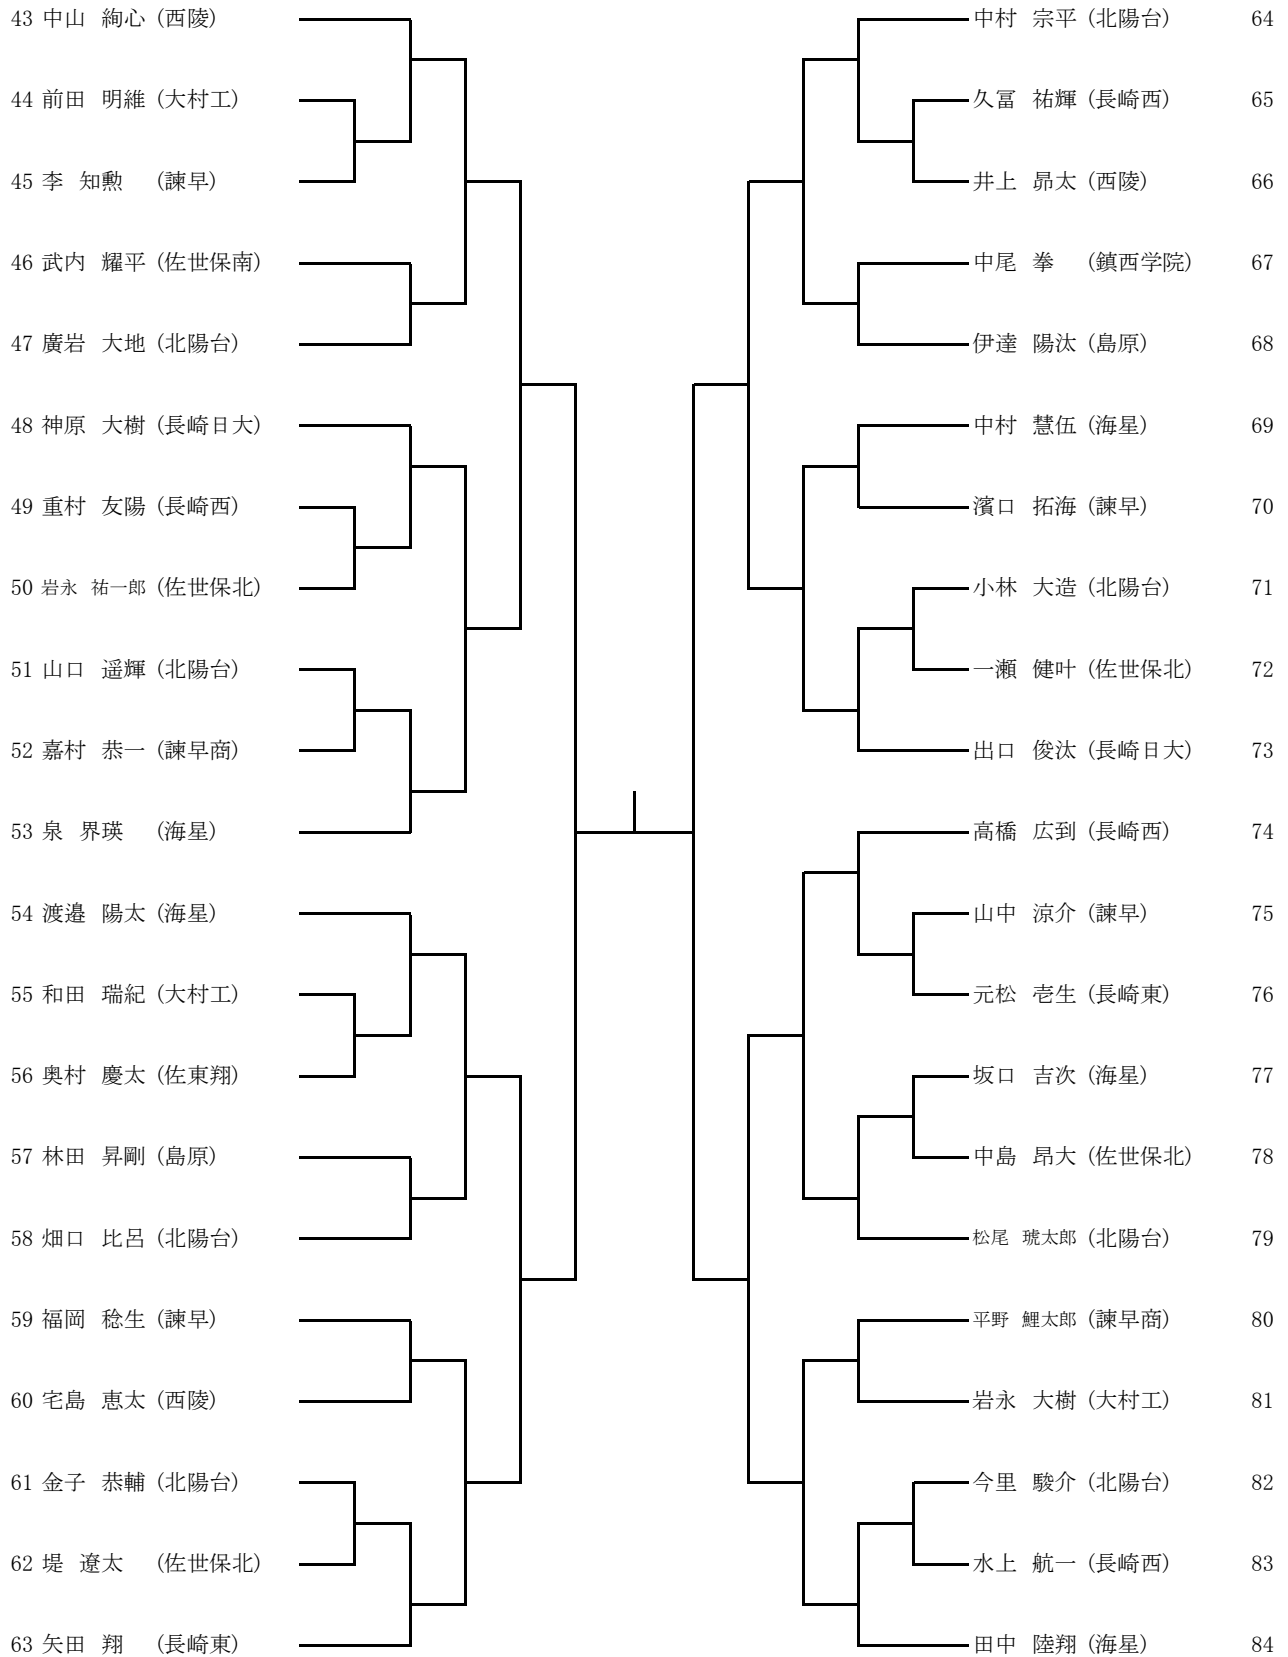 43 中山 絢心 (西陵)
44 前田 明維 (大村工)
45 李 知勲 (諫早)
46 武内 耀平 (佐世保南)
47 廣岩 大地 (北陽台)
48 神原 大樹 (長崎日大)
49 重村 友陽 (長崎西)
50 岩永 祐一郎 (佐世保北)
51 山口 遥輝 (北陽台)
52 嘉村 恭一 (諫早商)
53 泉 界瑛 (海星)
54 渡邉 陽太 (海星)
55 和田 瑞紀 (大村工)
56 奥村 慶太 (佐東翔)
57 林田 昇剛 (島原)
58 畑口 比呂 (北陽台)
59 福岡 稔生 (諫早)
60 宅島 恵太 (西陵)
61 金子 恭輔 (北陽台)
62 堤 遼太 (佐世保北)
63 矢田 翔 (長崎東)
中村 宗平 (北陽台) 64
久冨 祐輝 (長崎西) 65
井上 昴太 (西陵) 66
中尾 拳 (鎮西学院) 67
伊達 陽汰 (島原) 68
中村 慧伍 (海星) 69
濱口 拓海 (諫早) 70
小林 大造 (北陽台) 71
一瀬 健叶 (佐世保北) 72
出口 俊汰 (長崎日大) 73
高橋 広到 (長崎西) 74
山中 涼介 (諫早) 75
元松 壱生 (長崎東) 76
坂口 吉次 (海星) 77
中島 昂大 (佐世保北) 78
松尾 琥太郎 (北陽台) 79
平野 鯉太郎 (諫早商) 80
岩永 大樹 (大村工) 81
今里 駿介 (北陽台) 82
水上 航一 (長崎西) 83
田中 陸翔 (海星) 84